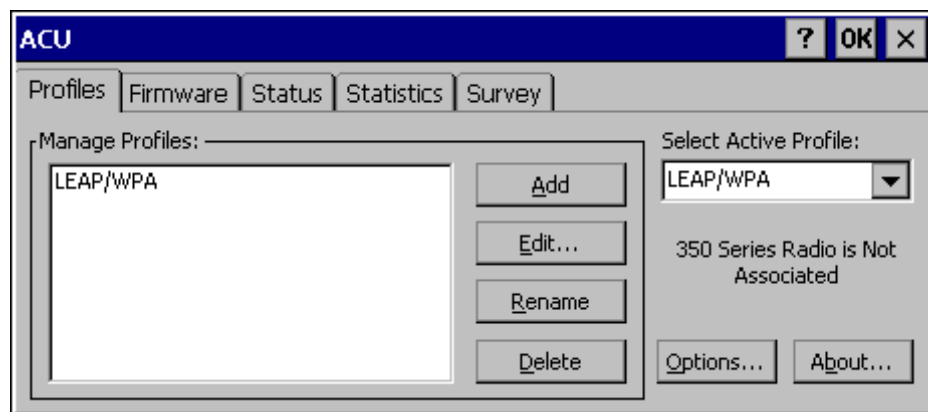 ACU ? OK ×
Profiles Firmware Status Statistics Survey
Manage Profiles:
LEAP/WPA
Add
Edit...
Rename
Delete
Select Active Profile:
LEAP/WPA
350 Series Radio is Not
Associated
Options... About...